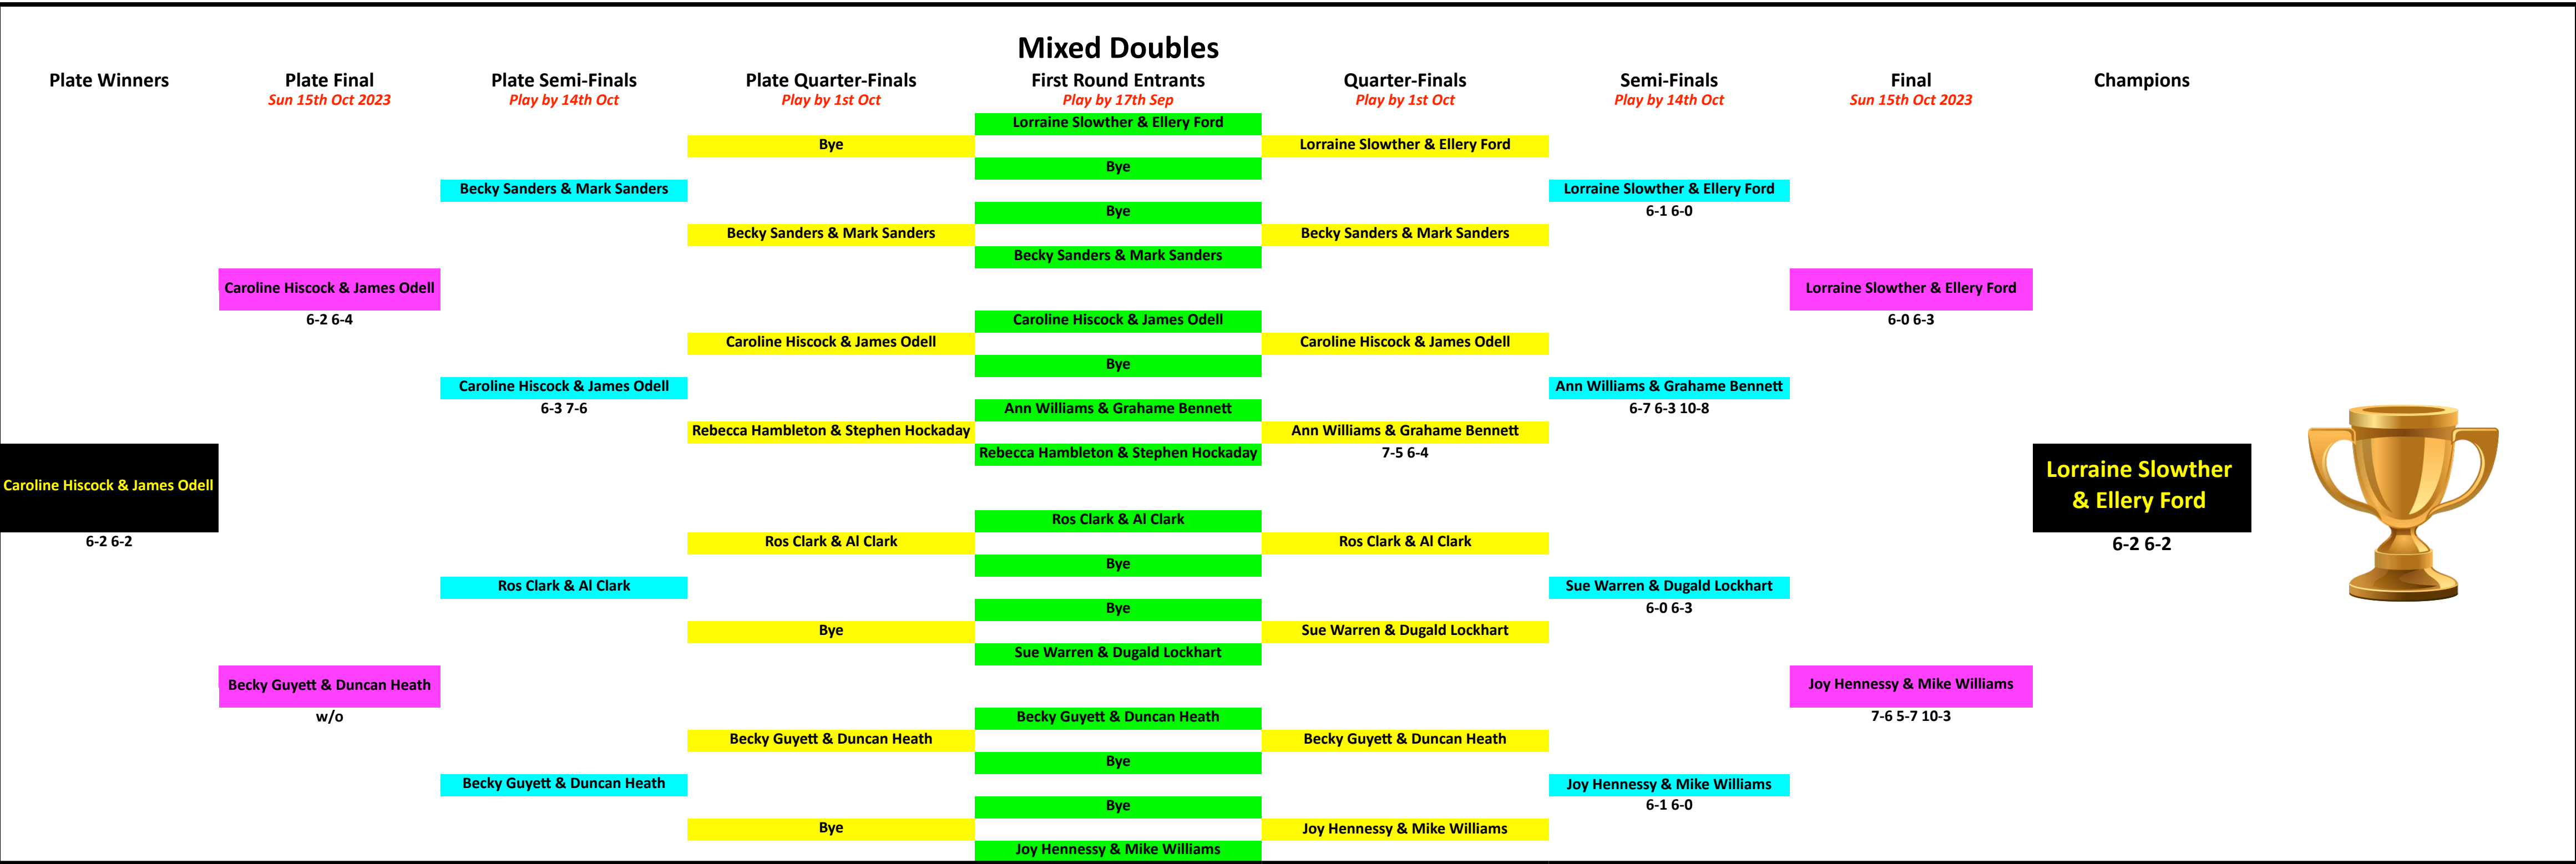 Mixed Doubles
Plate Winners Plate Final Plate Semi-Finals Plate Quarter-Finals First Round Entrants Quarter-Finals Semi-Finals Final Champions
Sun 15th Oct 2023 Play by 14th Oct Play by 1st Oct Play by 17th Sep Play by 1st Oct Play by 14th Oct Sun 15th Oct 2023
Lorraine Slowther & Ellery Ford
Bye Lorraine Slowther & Ellery Ford
Bye
Becky Sanders & Mark Sanders Lorraine Slowther & Ellery Ford
Bye 6-1 6-0
Becky Sanders & Mark Sanders Becky Sanders & Mark Sanders
Becky Sanders & Mark Sanders
Caroline Hiscock & James Odell Lorraine Slowther & Ellery Ford
6-2 6-4 Caroline Hiscock & James Odell 6-0 6-3
Caroline Hiscock & James Odell Caroline Hiscock & James Odell
Bye
Caroline Hiscock & James Odell Ann Williams & Grahame Bennett
6-3 7-6 Ann Williams & Grahame Bennett 6-7 6-3 10-8
Rebecca Hambleton & Stephen Hockaday Ann Williams & Grahame Bennett
Rebecca Hambleton & Stephen Hockaday 7-5 6-4
Lorraine Slowther
Caroline Hiscock & James Odell
& Ellery Ford
Ros Clark & Al Clark
6-2 6-2 Ros Clark & Al Clark Ros Clark & Al Clark 6-2 6-2
Bye
Ros Clark & Al Clark Sue Warren & Dugald Lockhart
Bye 6-0 6-3
Bye Sue Warren & Dugald Lockhart
Sue Warren & Dugald Lockhart
Becky Guyett & Duncan Heath Joy Hennessy & Mike Williams
w/o Becky Guyett & Duncan Heath 7-6 5-7 10-3
Becky Guyett & Duncan Heath Becky Guyett & Duncan Heath
Bye
Becky Guyett & Duncan Heath Joy Hennessy & Mike Williams
Bye 6-1 6-0
Bye Joy Hennessy & Mike Williams
Joy Hennessy & Mike Williams